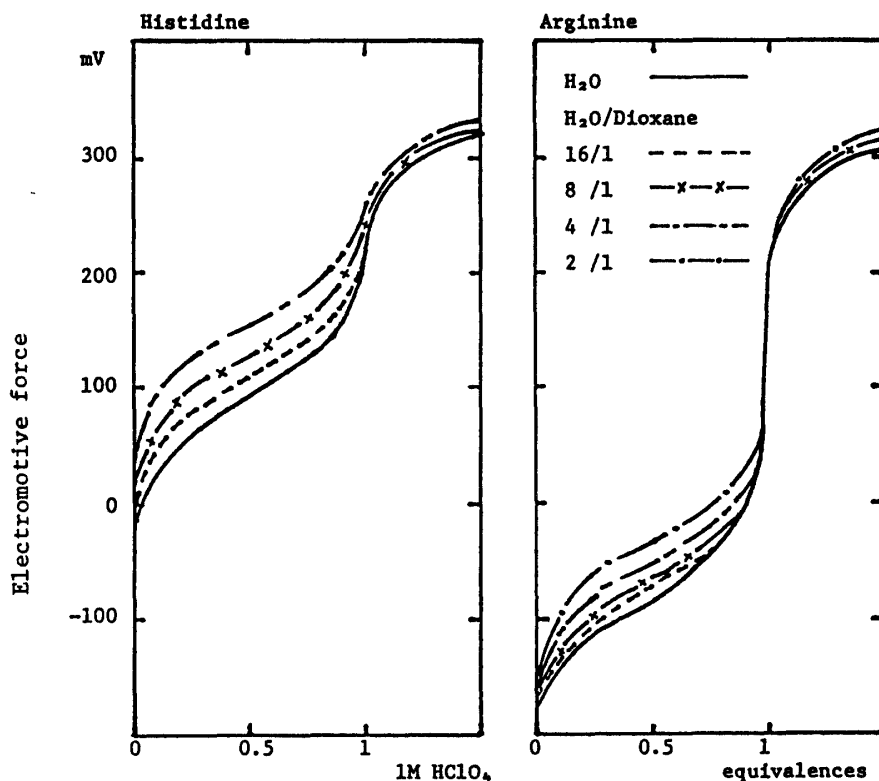 Histidine
Arginine
mV
300
200
100
0
-100
Electromotive force
H₂O
H₂O/Dioxane
16/1
8 /1
4 /1
2 /1
0 0.5 1
1M HClO₄
0 0.5 1
equivalences